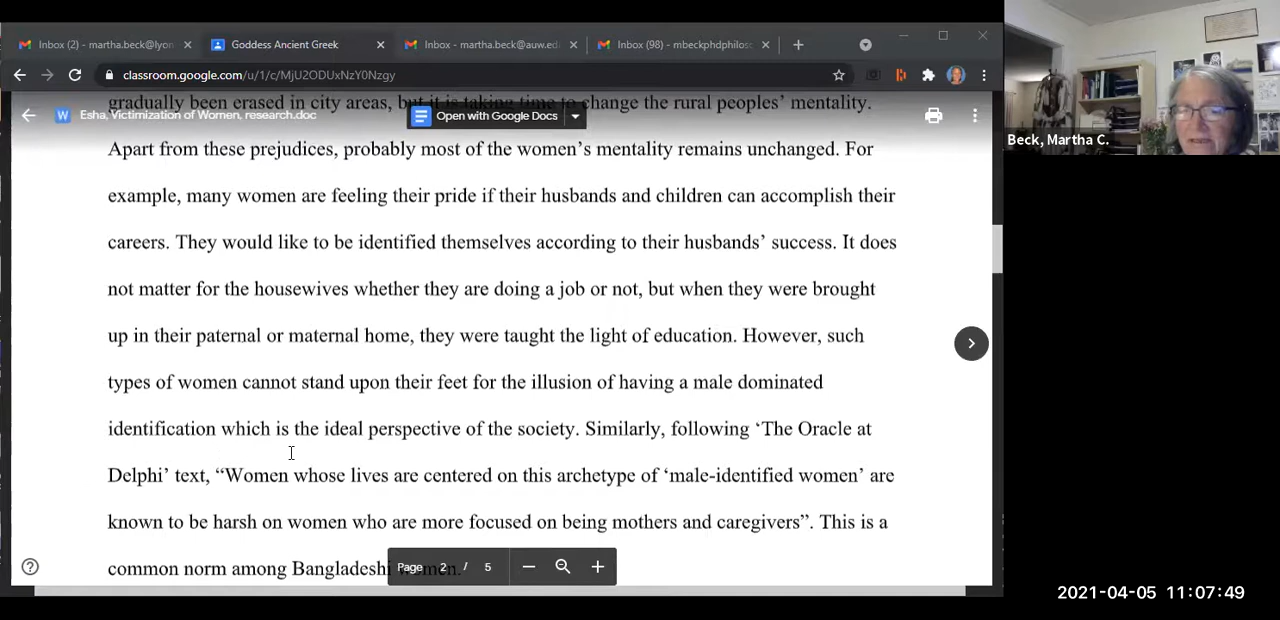 Inbox (2) - martha.beck@lyon
Goddess Ancient Greek
Inbox - martha.beck@auw.ed
Inbox (98) - mbeckphdphilos
classroom.google.com/u/1/c/MjU2ODUxNzY0Nzgy
gradually been erased in city areas, but it is taking time to change the rural peoples' mentality.
Esha, Victimization of Women, research.doc
Open with Google Docs
Beck, Martha C.
Apart from these prejudices, probably most of the women's mentality remains unchanged. For
example, many women are feeling their pride if their husbands and children can accomplish their
careers. They would like to be identified themselves according to their husbands' success. It does
not matter for the housewives whether they are doing a job or not, but when they were brought
up in their paternal or maternal home, they were taught the light of education. However, such
types of women cannot stand upon their feet for the illusion of having a male dominated
identification which is the ideal perspective of the society. Similarly, following ‘The Oracle at
Delphi’ text, “Women whose lives are centered on this archetype of ‘male-identified women’ are
known to be harsh on women who are more focused on being mothers and caregivers”. This is a
common norm among Bangladeshi women.
Page 2 / 5
2021-04-05 11:07:49